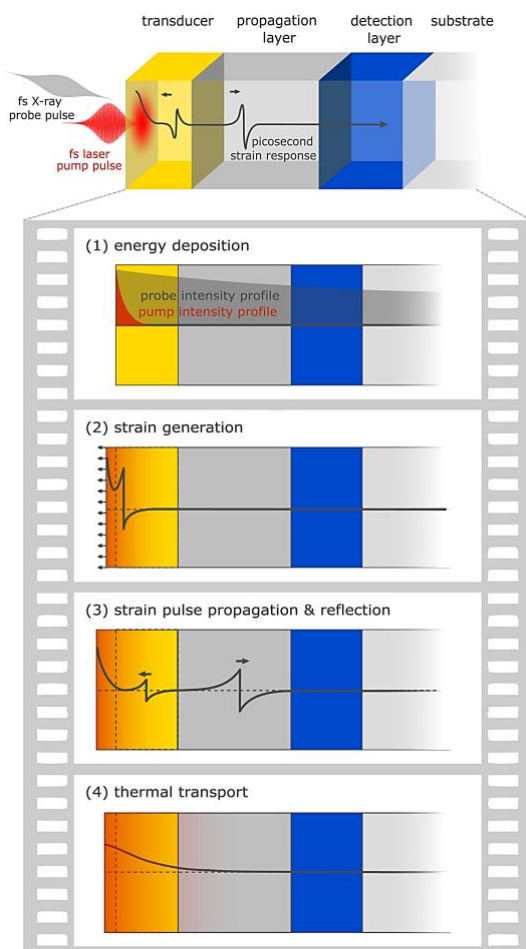 transducer
propagation
layer
detection
layer
substrate
fs X-ray
probe pulse
fs laser
pump pulse
picosecond
strain response
(1) energy deposition
probe intensity profile
pump intensity profile
(2) strain generation
(3) strain pulse propagation & reflection
(4) thermal transport